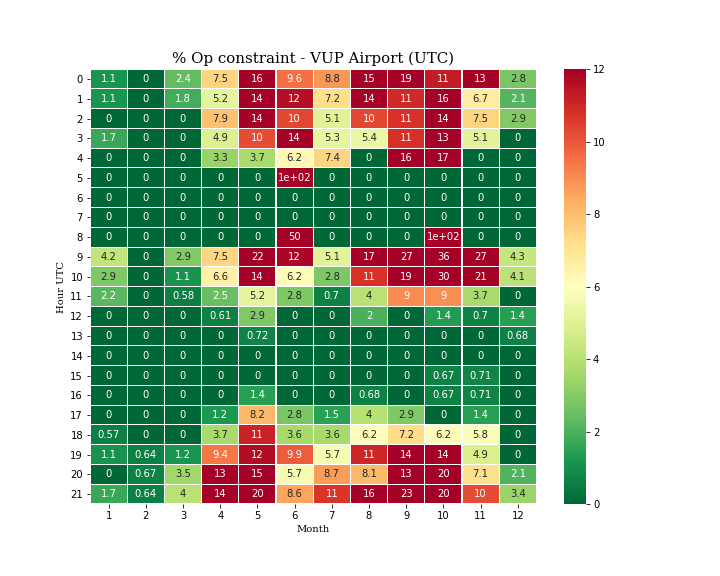 % Op constraint - VUP Airport (UTC)
0 1.1 0 2.4 7.5 16 9.6 8.8 15 19 11 13 2.8
1 1.1 0 1.8 5.2 14 12 7.2 14 11 16 6.7 2.1
2 0 0 0 7.9 14 10 5.1 10 11 14 7.5 2.9
3 1.7 0 0 4.9 10 14 5.3 5.4 11 13 5.1 0
4 0 0 0 3.3 3.7 6.2 7.4 0 16 17 0 0
5 0 0 0 0 0 1e+02 0 0 0 0 0 0
6 0 0 0 0 0 0 0 0 0 0 0 0
7 0 0 0 0 0 0 0 0 0 0 0 0
8 0 0 0 0 0 50 0 0 0 1e+02 0 0
9 4.2 0 2.9 7.5 22 12 5.1 17 27 36 27 4.3
10 2.9 0 1.1 6.6 14 6.2 2.8 11 19 30 21 4.1
11 2.2 0 0.58 2.5 5.2 2.8 0.7 4 9 9 3.7 0
12 0 0 0 0.61 2.9 0 0 2 0 1.4 0.7 1.4
13 0 0 0 0 0.72 0 0 0 0 0 0 0.68
14 0 0 0 0 0 0 0 0 0 0 0 0
15 0 0 0 0 0 0 0 0 0 0.67 0.71 0
16 0 0 0 0 1.4 0 0 0.68 0 0.67 0.71 0
17 0 0 0 1.2 8.2 2.8 1.5 4 2.9 0 1.4 0
18 0.57 0 0 3.7 11 3.6 3.6 6.2 7.2 6.2 5.8 0
19 1.1 0.64 1.2 9.4 12 9.9 5.7 11 14 14 4.9 0
20 0 0.67 3.5 13 15 5.7 8.7 8.1 13 20 7.1 2.1
21 1.7 0.64 4 14 20 8.6 11 16 23 20 10 3.4
1 2 3 4 5 6 7 8 9 10 11 12
Month
Hour UTC
12
10
8
6
4
2
0